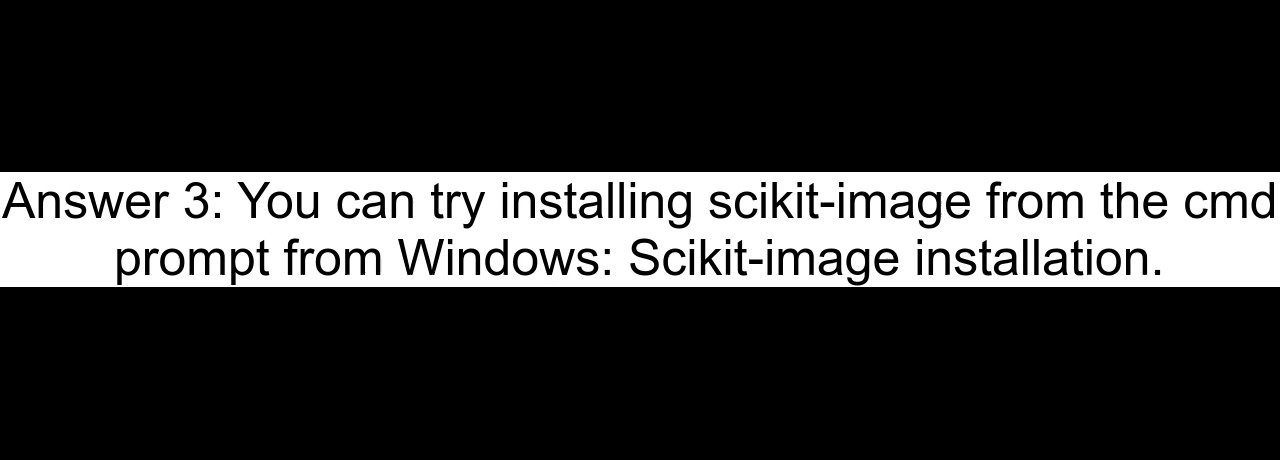 Answer 3: You can try installing scikit-image from the cmd
prompt from Windows: Scikit-image installation.